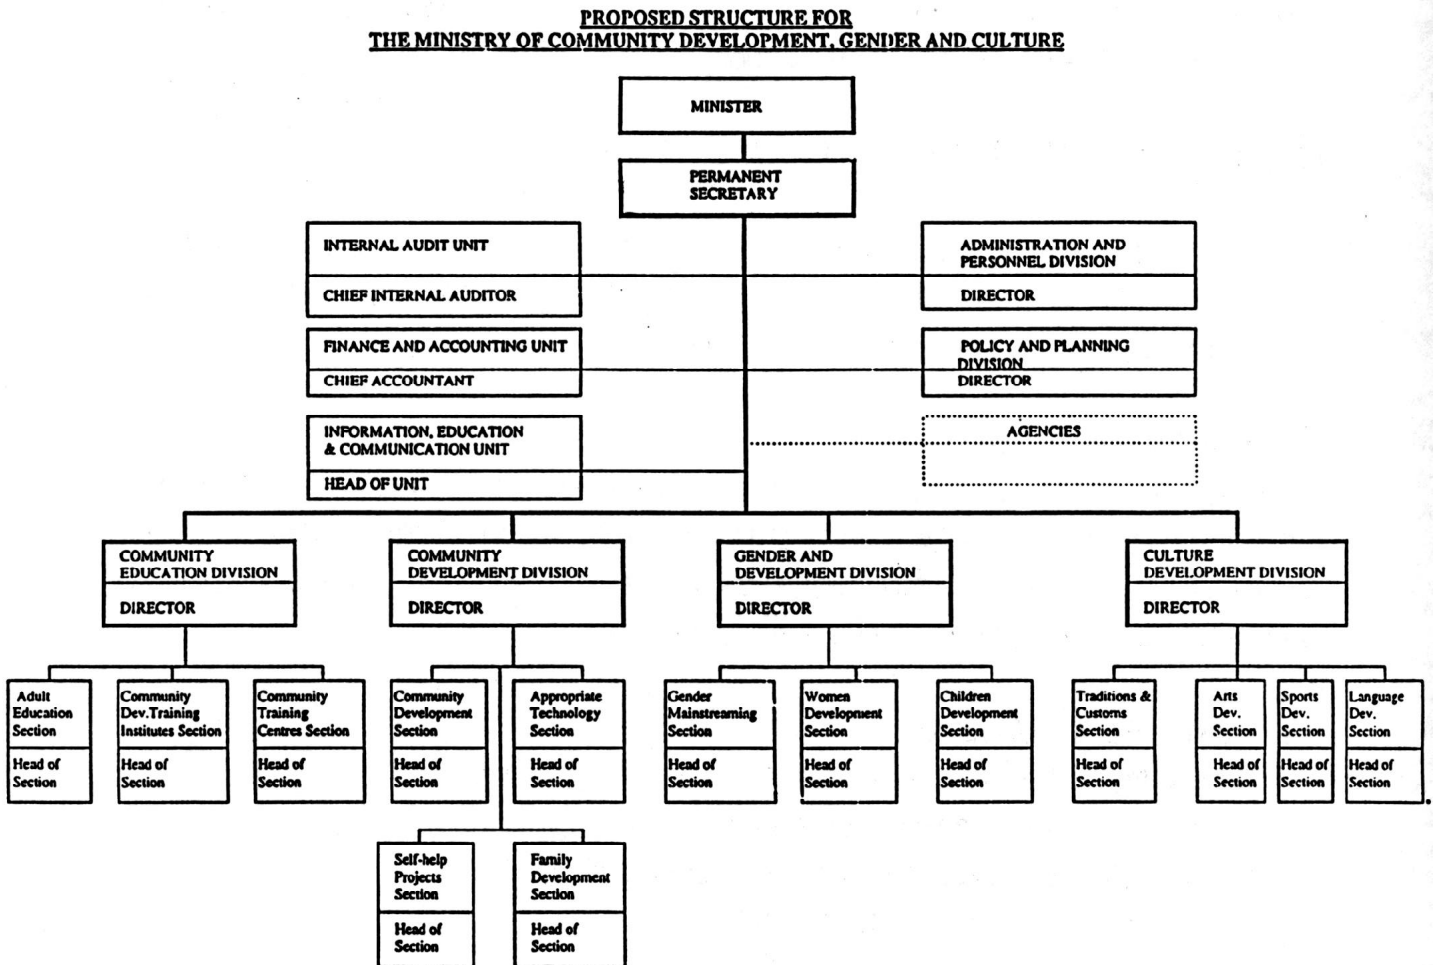 PROPOSED STRUCTURE FOR
THE MINISTRY OF COMMUNITY DEVELOPMENT, GENDER AND CULTURE
MINISTER
PERMANENT
SECRETARY
INTERNAL AUDIT UNIT
CHIEF INTERNAL AUDITOR
ADMINISTRATION AND
PERSONNEL DIVISION
DIRECTOR
FINANCE AND ACCOUNTING UNIT
CHIEF ACCOUNTANT
POLICY AND PLANNING
DIVISION
DIRECTOR
INFORMATION, EDUCATION
& COMMUNICATION UNIT
HEAD OF UNIT
AGENCIES
COMMUNITY
EDUCATION DIVISION
DIRECTOR
COMMUNITY
DEVELOPMENT DIVISION
DIRECTOR
GENDER AND
DEVELOPMENT DIVISION
DIRECTOR
CULTURE
DEVELOPMENT DIVISION
DIRECTOR
Adult
Education
Section
Head of
Section
Community
Dev.Training
Institutes Section
Head of
Section
Community
Training
Centres Section
Head of
Section
Community
Development
Section
Head of
Section
Appropriate
Technology
Section
Head of
Section
Gender
Mainstreaming
Section
Head of
Section
Women
Development
Section
Head of
Section
Children
Development
Section
Head of
Section
Traditions &
Customs
Section
Head of
Section
Arts
Dev.
Section
Head of
Section
Sports
Dev.
Section
Head of
Section
Language
Dev.
Section
Head of
Section
Self-help
Projects
Section
Head of
Section
Family
Development
Section
Head of
Section